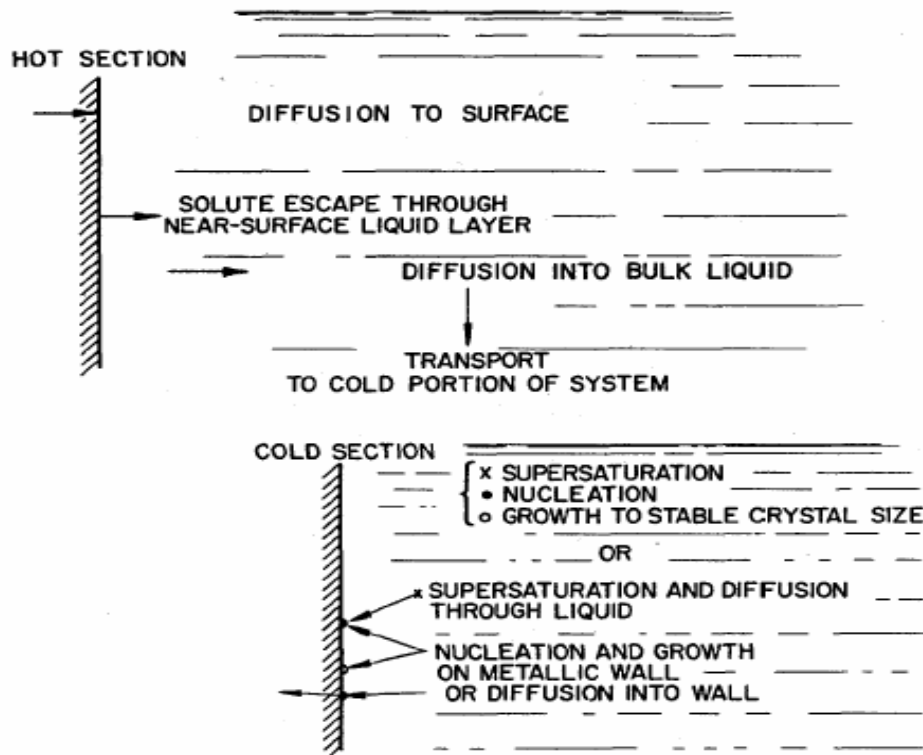 HOT SECTION
DIFFUSION TO SURFACE
SOLUTE ESCAPE THROUGH
NEAR-SURFACE LIQUID LAYER
DIFFUSION INTO BULK LIQUID
TRANSPORT
TO COLD PORTION OF SYSTEM
COLD SECTION
x SUPERSATURATION
• NUCLEATION
o GROWTH TO STABLE CRYSTAL SIZE
OR
x SUPERSATURATION AND DIFFUSION
THROUGH LIQUID
NUCLEATION AND GROWTH
ON METALLIC WALL
OR DIFFUSION INTO WALL